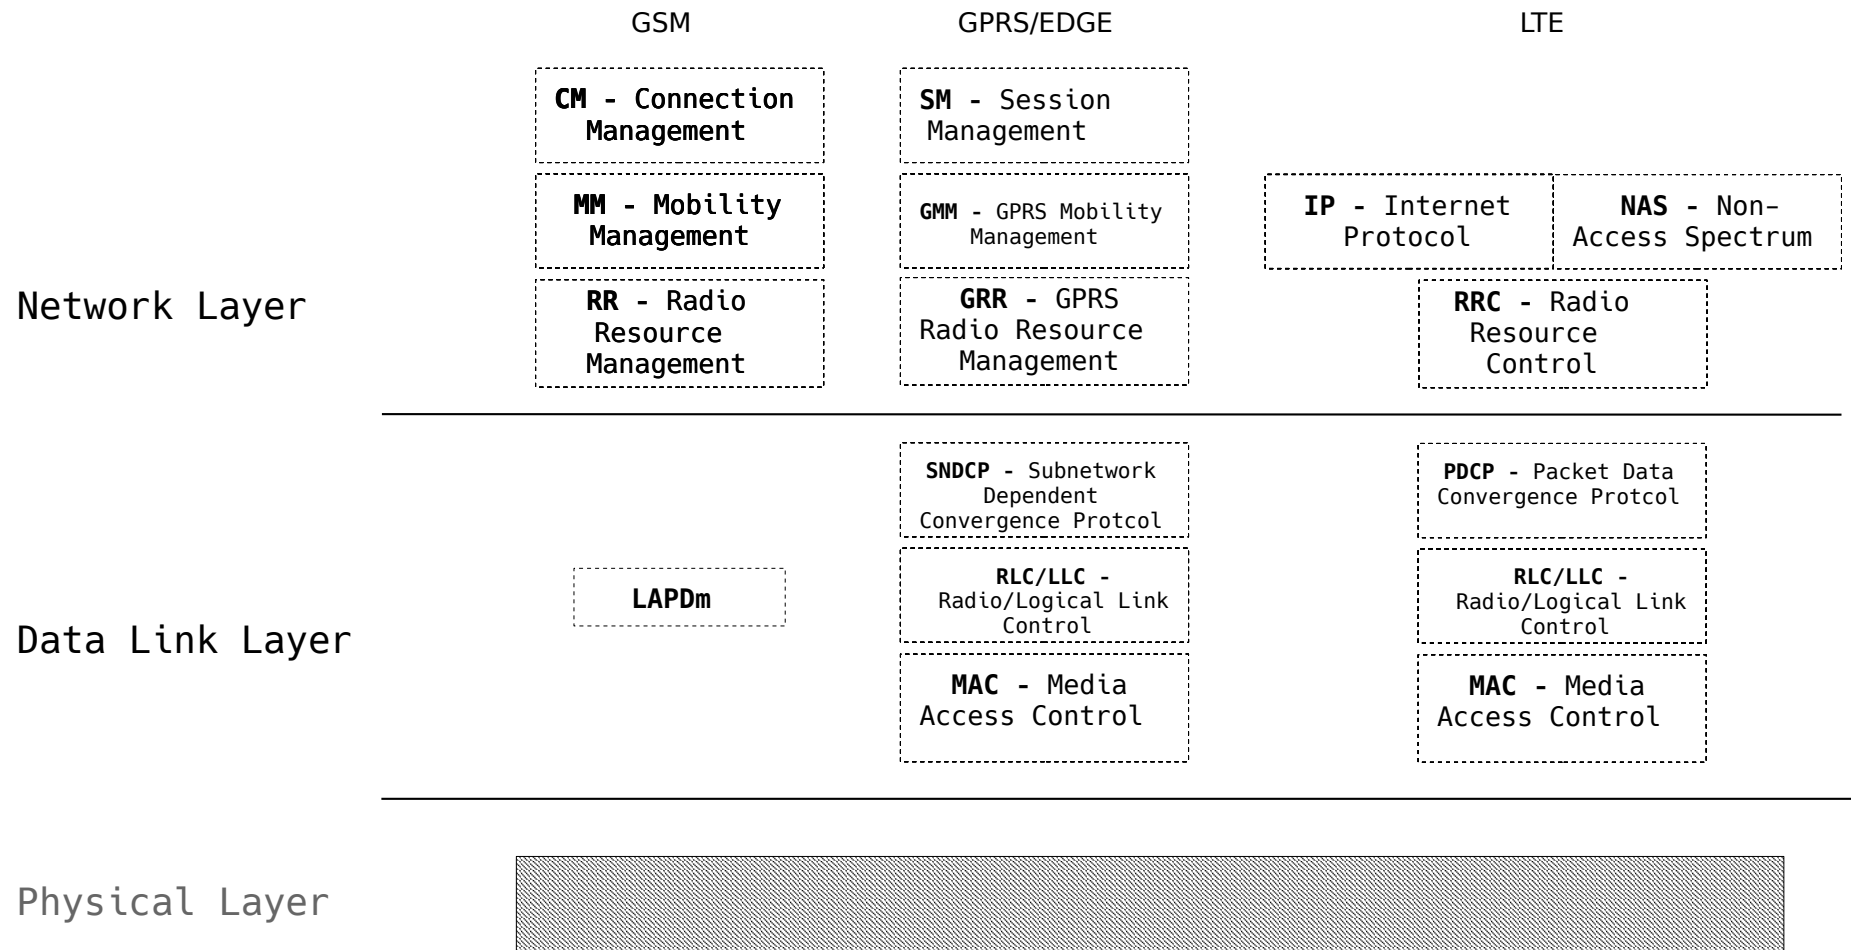 GSM
GPRS/EDGE
LTE
CM - Connection
Management
SM - Session
Management
MM - Mobility
Management
GMM - GPRS Mobility
Management
IP - Internet
Protocol
NAS - Non-
Access Spectrum
Network Layer
RR - Radio
Resource
Management
GRR - GPRS
Radio Resource
Management
RRC - Radio
Resource
Control
SNDCP - Subnetwork
Dependent
Convergence Protcol
PDCP - Packet Data
Convergence Protcol
Data Link Layer
LAPDm
RLC/LLC -
Radio/Logical Link
Control
RLC/LLC -
Radio/Logical Link
Control
MAC - Media
Access Control
MAC - Media
Access Control
Physical Layer